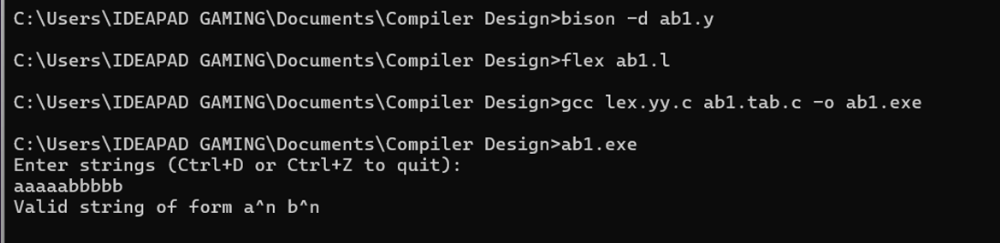 C:\Users\IDEAPAD GAMING\Documents\Compiler Design>bison -d ab1.y
C:\Users\IDEAPAD GAMING\Documents\Compiler Design>flex ab1.l
C:\Users\IDEAPAD GAMING\Documents\Compiler Design>gcc lex.yy.c ab1.tab.c -o ab1.exe
C:\Users\IDEAPAD GAMING\Documents\Compiler Design>ab1.exe
Enter strings (Ctrl+D or Ctrl+Z to quit):
aaaaabbbbb
Valid string of form a^n b^n